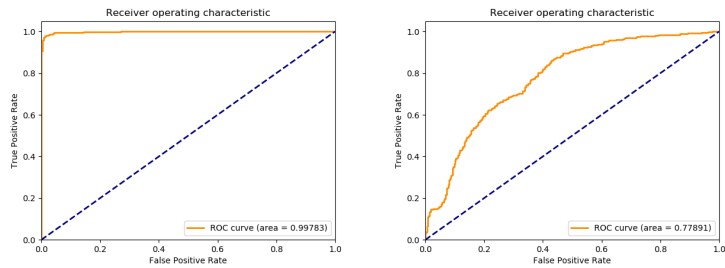 Receiver operating characteristic
True Positive Rate
1.0
0.8
0.6
0.4
0.2
0.0
0.0 0.2 0.4 0.6 0.8 1.0
False Positive Rate
ROC curve (area = 0.99783)
Receiver operating characteristic
True Positive Rate
1.0
0.8
0.6
0.4
0.2
0.0
0.0 0.2 0.4 0.6 0.8 1.0
False Positive Rate
ROC curve (area = 0.77891)